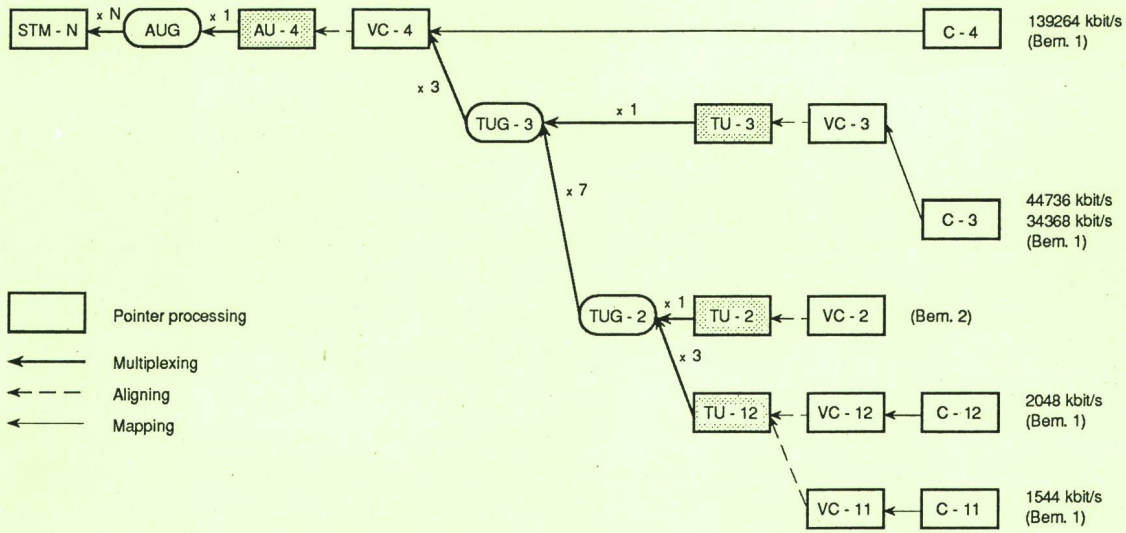 STM - N
x N
AUG
x 1
AU - 4
VC - 4
C - 4
139264 kbit/s
(Bem. 1)
x 3
TUG - 3
x 1
TU - 3
VC - 3
x 7
C - 3
44736 kbit/s
34368 kbit/s
(Bem. 1)
Pointer processing
TUG - 2
x 1
TU - 2
VC - 2
(Bem. 2)
Multiplexing
x 3
Aligning
TU - 12
VC - 12
C - 12
2048 kbit/s
(Bem. 1)
Mapping
VC - 11
C - 11
1544 kbit/s
(Bem. 1)